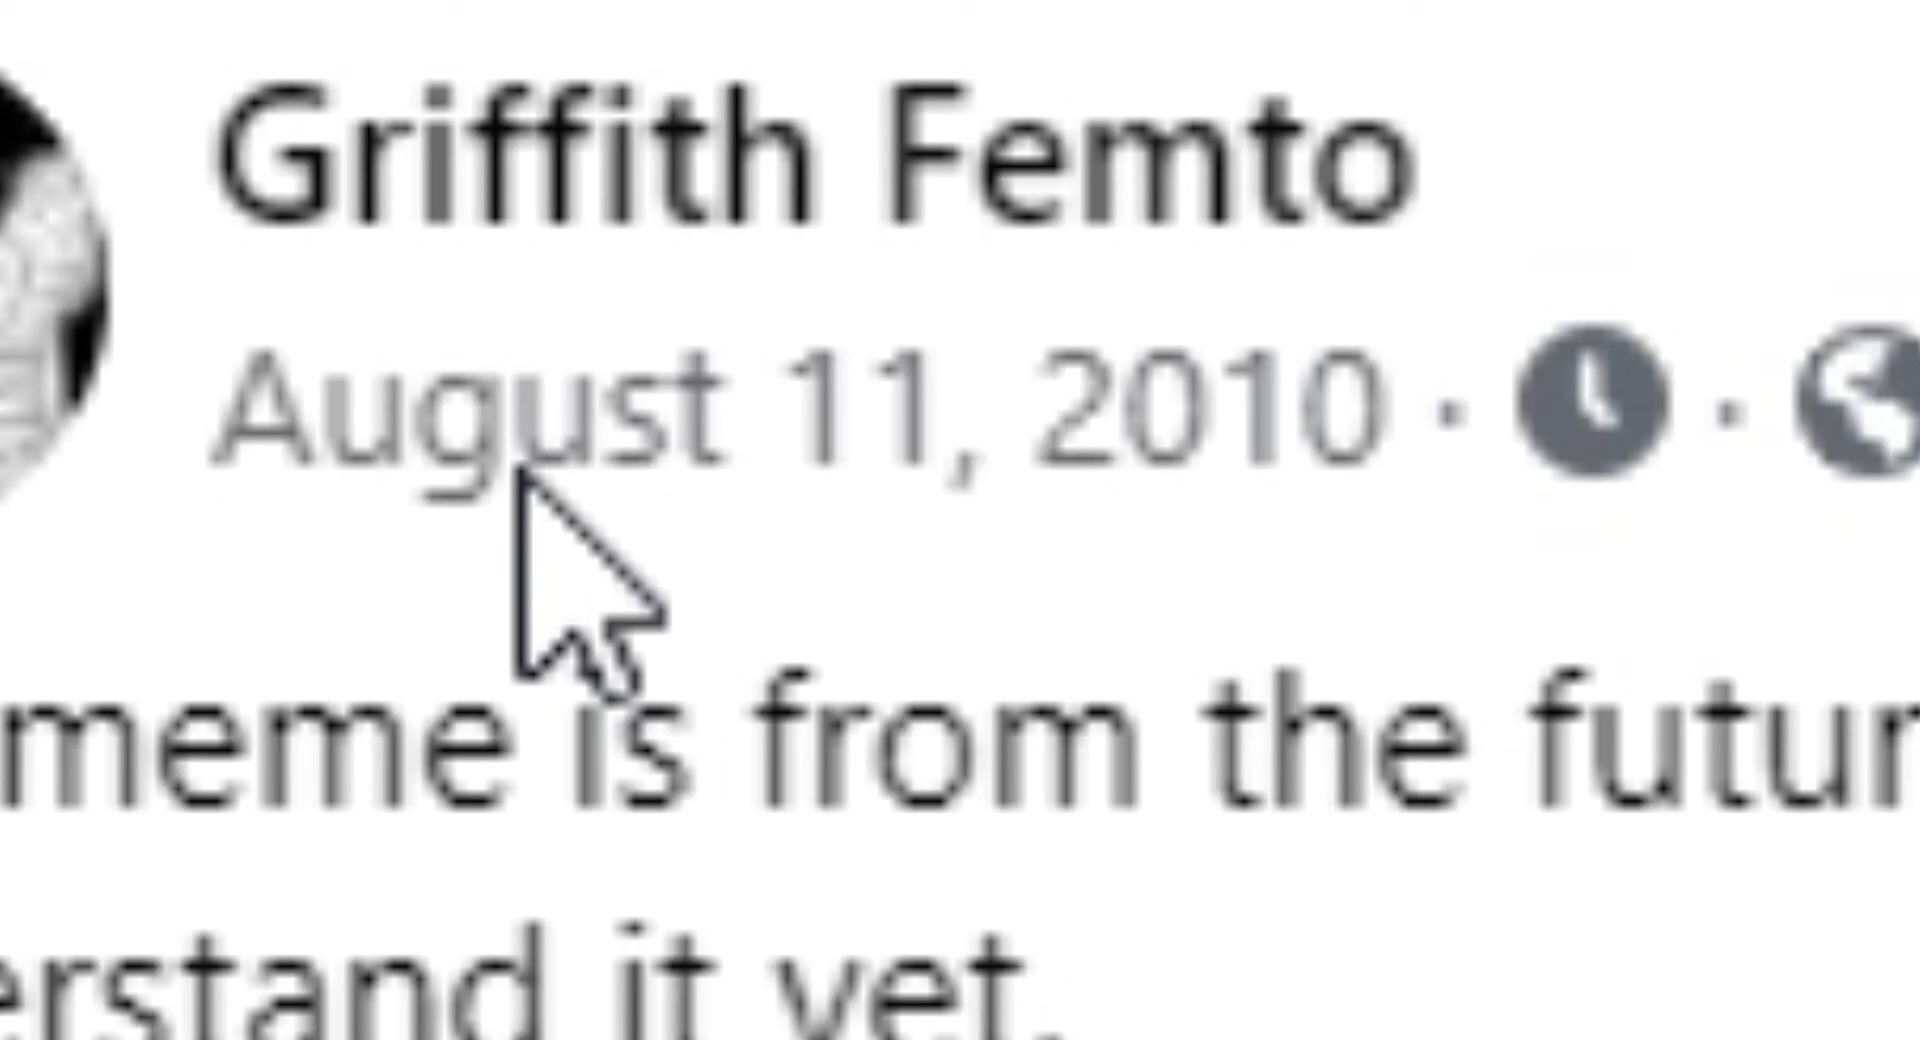 Griffith Femto
August 11, 2010 · ·
meme is from the futur
erstand it yet.